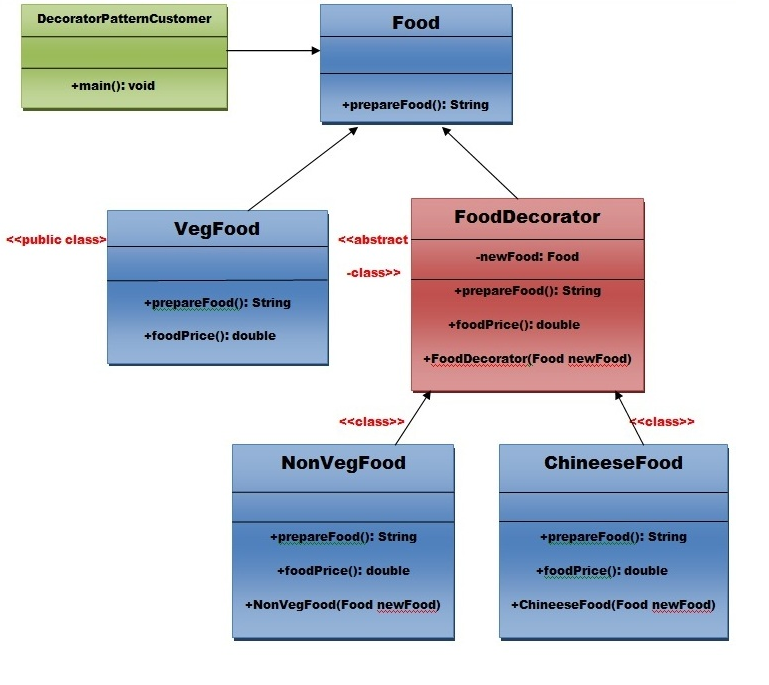 DecoratorPatternCustomer
+main(): void
Food
+prepareFood(): String
<<public class>
VegFood
+prepareFood(): String
+foodPrice(): double
<<abstract
-class>>
FoodDecorator
-newFood: Food
+prepareFood(): String
+foodPrice(): double
+FoodDecorator(Food newFood)
<<class>>
<<class>>
NonVegFood
+prepareFood(): String
+foodPrice(): double
+NonVegFood(Food newFood)
ChineeseFood
+prepareFood(): String
+foodPrice(): double
+ChineeseFood(Food newFood)